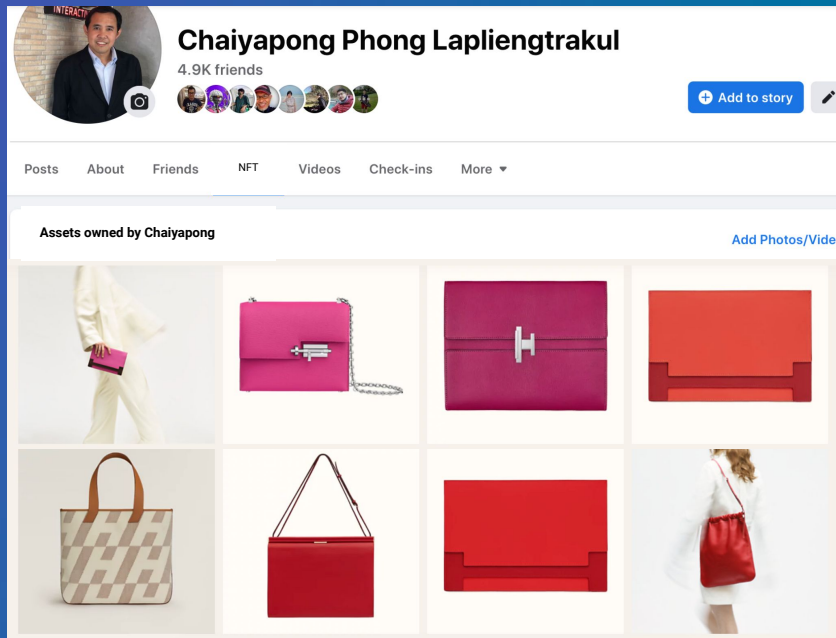 INTERACTI
Chaiyapong Phong Lapliengtrakul
4.9K friends
Add to story
Posts About Friends NFT Videos Check-ins More
Assets owned by Chaiyapong
Add Photos/Vide